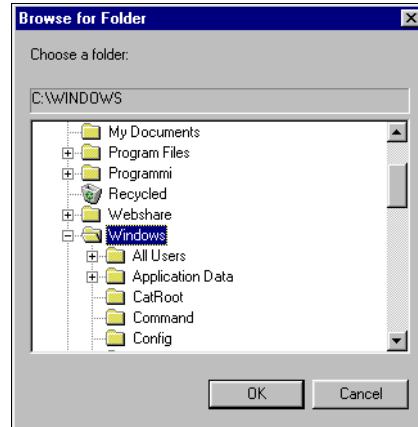 Browse for Folder
Choose a folder:
C:\WINDOWS
My Documents
Program Files
Programmi
Recycled
Webshare
Windows
All Users
Application Data
CatRoot
Command
Config
OK Cancel